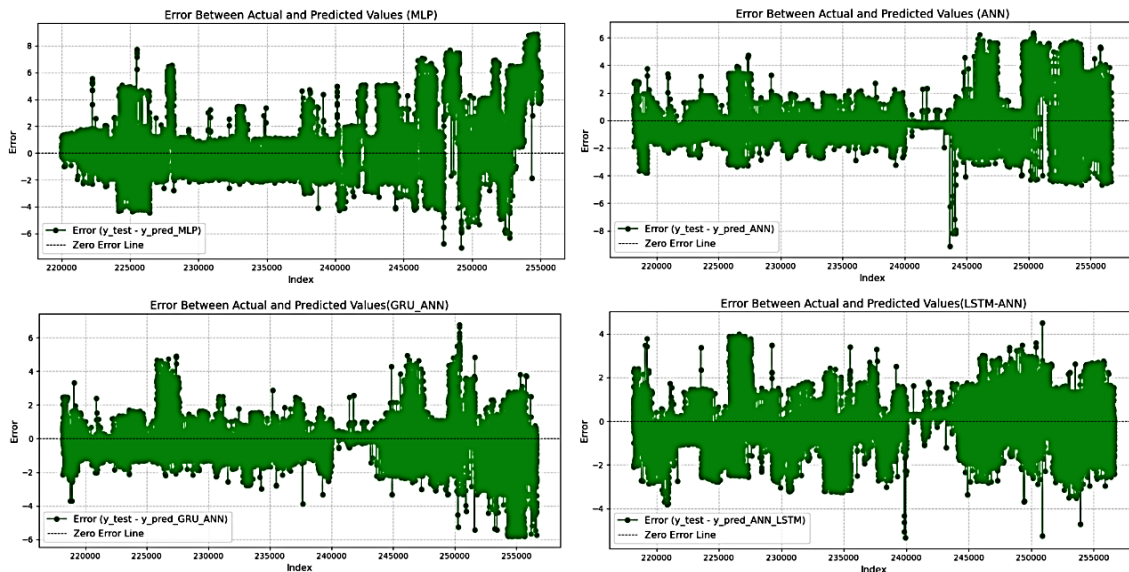 Error Between Actual and Predicted Values (MLP)
8
6
4
2
0
−2
−4
−6
Error
Error (y_test - y_pred_MLP)
Zero Error Line
220000 225000 230000 235000 240000 245000 250000 255000
Index
Error Between Actual and Predicted Values (ANN)
6
4
2
0
−2
−4
−6
−8
Error
Error (y_test - y_pred_ANN)
Zero Error Line
220000 225000 230000 235000 240000 245000 250000 255000
Index
Error Between Actual and Predicted Values(GRU_ANN)
6
4
2
0
−2
−4
−6
Error
Error (y_test - y_pred_GRU_ANN)
Zero Error Line
220000 225000 230000 235000 240000 245000 250000 255000
Index
Error Between Actual and Predicted Values(LSTM-ANN)
4
2
0
−2
−4
Error
Error (y_test - y_pred_ANN_LSTM)
Zero Error Line
220000 225000 230000 235000 240000 245000 250000 255000
Index